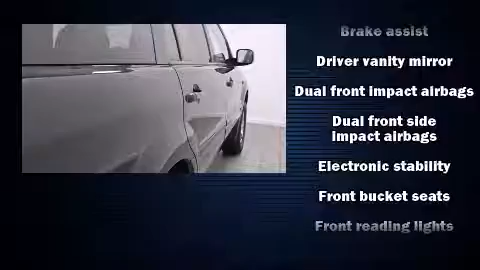 Brake assist
Driver vanity mirror
Dual front impact airbags
Dual front side
impact airbags
Electronic stability
Front bucket seats
Front reading lights